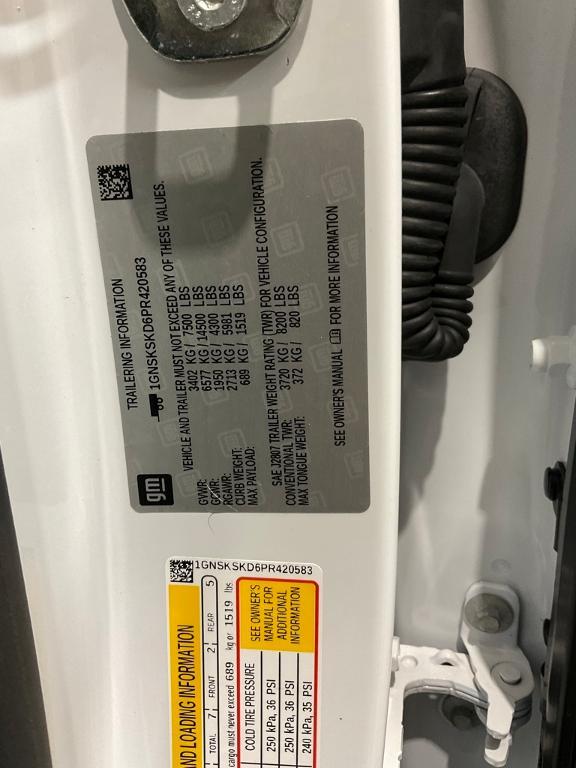 gm
TRAILERING INFORMATION
1GNSKSKD6PR420583
VEHICLE AND TRAILER MUST NOT EXCEED ANY OF THESE VALUES.
GVWR: 3402 KG / 7500 LBS
GCWR: 6577 KG / 14500 LBS
RGAWR: 1950 KG / 4300 LBS
CURB WEIGHT: 2713 KG / 5981 LBS
MAX PAYLOAD: 689 KG / 1519 LBS
SAE J2807 TRAILER WEIGHT RATING (TWR) FOR VEHICLE CONFIGURATION.
CONVENTIONAL TWR: 3720 KG / 8200 LBS
MAX TONGUE WEIGHT: 372 KG / 820 LBS
SEE OWNER'S MANUAL FOR MORE INFORMATION
1GNSKSKD6PR420583
AND LOADING INFORMATION
TOTAL 7 FRONT 2 REAR 5
cargo must never exceed 689 kg or 1519 lbs
COLD TIRE PRESSURE
250 kPa, 36 PSI
250 kPa, 36 PSI
240 kPa, 35 PSI
SEE OWNER'S
MANUAL FOR
ADDITIONAL
INFORMATION